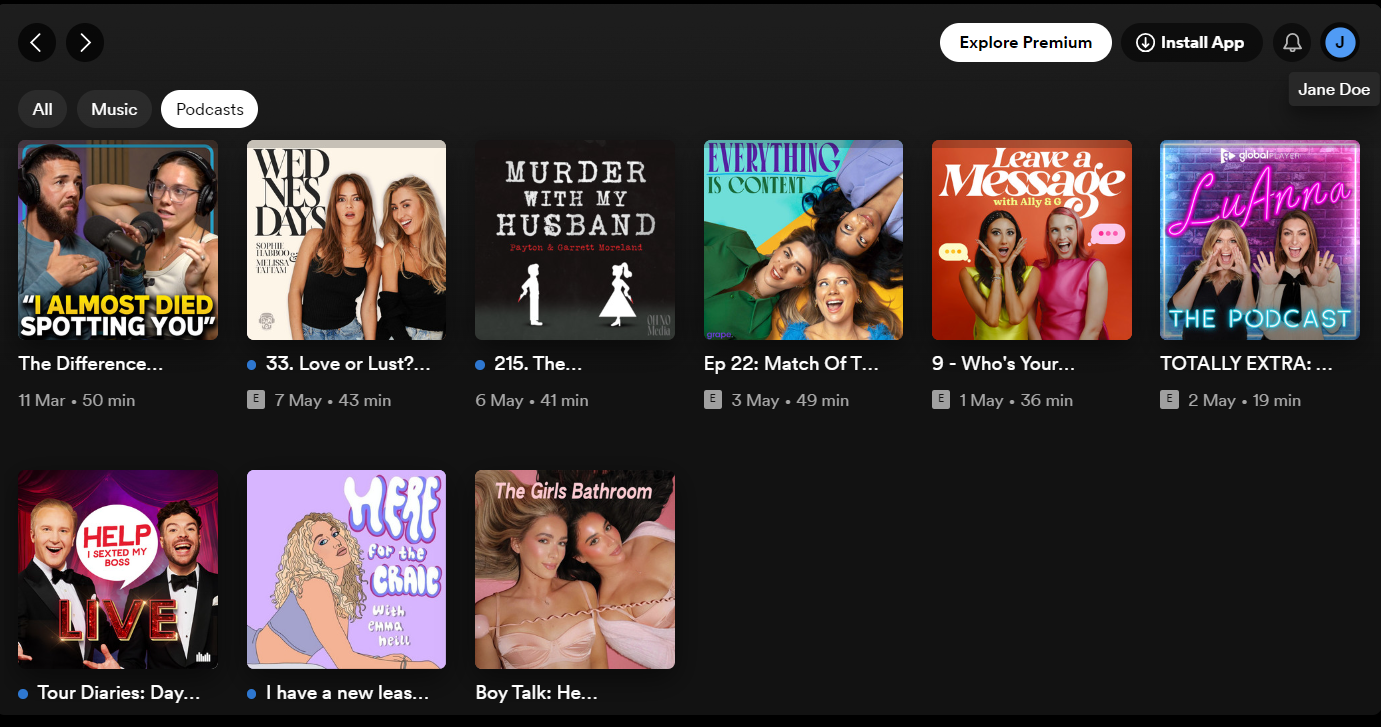 Explore Premium
Install App
J
Jane Doe
All
Music
Podcasts
“I ALMOST DIED
SPOTTING YOU”
WED
NES
DAYS
SOPHIE
HABBOO &
MELISSA
TATTAM
MURDER
WITH MY
HUSBAND
Payton & Garrett Moreland
OH NO
Media
EVERYTHING
IS CONTENT
grape.
Leave a
Message
with Ally & G
globalPLAYER
LuAnna
THE PODCAST
The Difference...
33. Love or Lust?...
215. The...
Ep 22: Match Of T...
9 - Who's Your...
TOTALLY EXTRA: ...
11 Mar • 50 min
E 7 May • 43 min
6 May • 41 min
E 3 May • 49 min
E 1 May • 36 min
E 2 May • 19 min
HELP
I SEXTED MY
BOSS
LIVE
HERE
for the
CRAIC
With
emma
neill
The Girls Bathroom
Tour Diaries: Day...
I have a new leas...
Boy Talk: He...